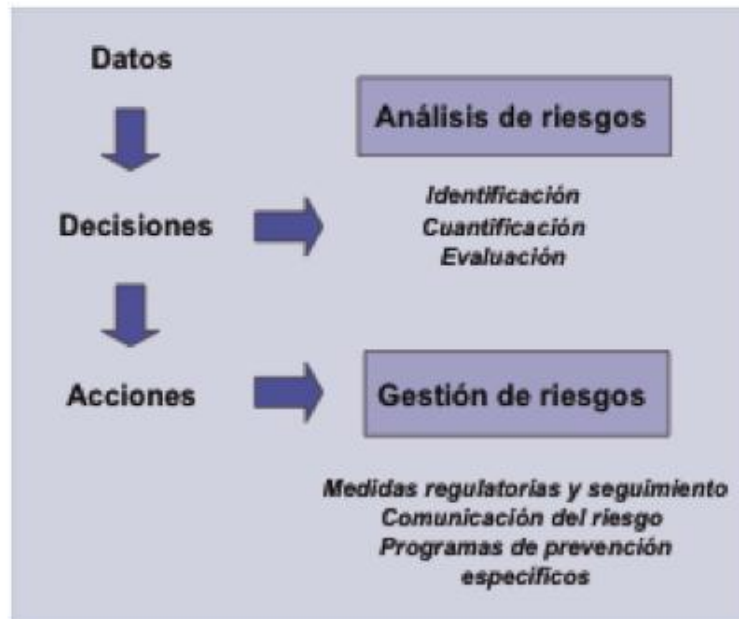 Datos
Análisis de riesgos
Identificación
Cuantificación
Evaluación
Decisiones
Acciones
Gestión de riesgos
Medidas regulatorias y seguimiento
Comunicación del riesgo
Programas de prevención
específicos